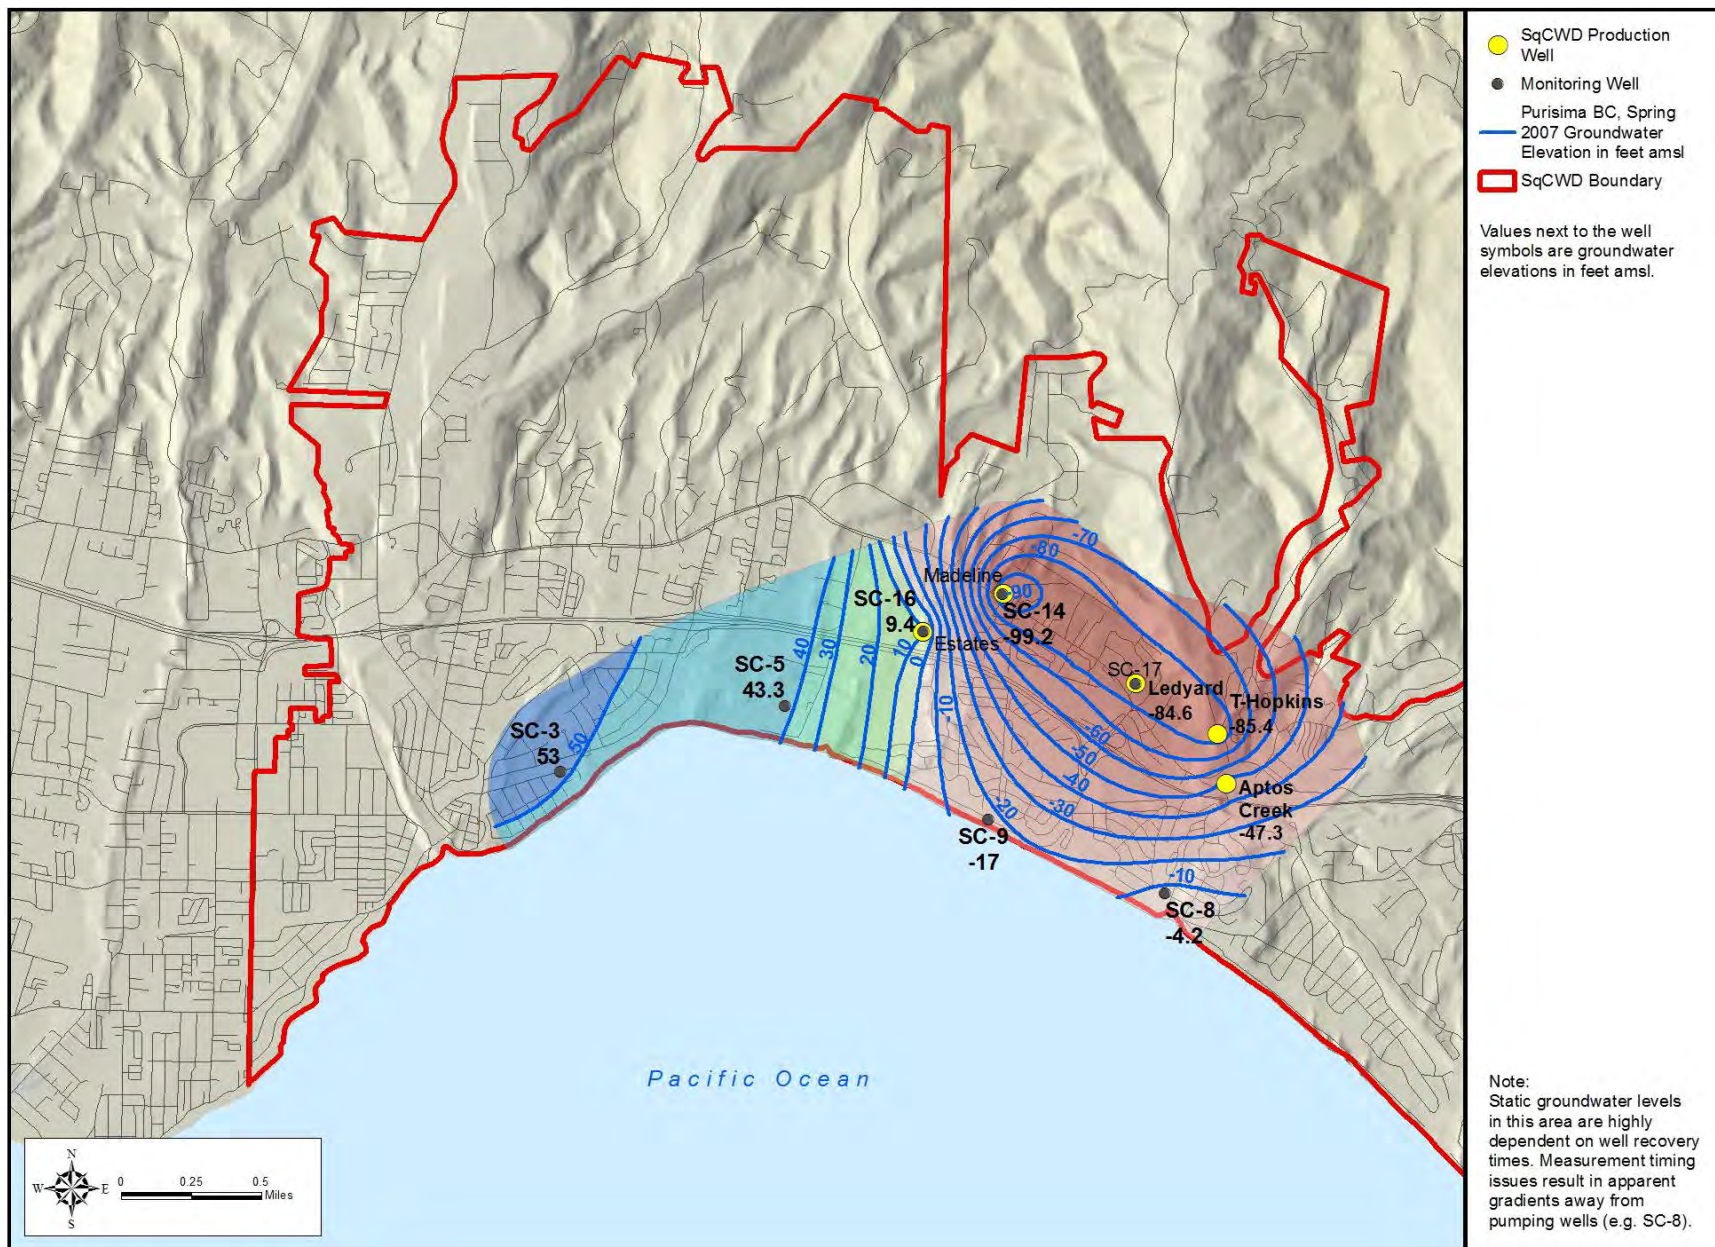 SqCWD Production
Well
Monitoring Well
Purisima BC, Spring
2007 Groundwater
Elevation in feet amsl
SqCWD Boundary
Values next to the well
symbols are groundwater
elevations in feet amsl.
-70
-80
Madeline
-90
SC-14
-99.2
SC-16
9.4
Estates
40
30
20
10
0
-10
SC-5
43.3
SC-17
Ledyard
-84.6
T-Hopkins
-85.4
SC-3
53
50
-60
-50
-40
-30
-20
Aptos
Creek
-47.3
SC-9
-17
-10
SC-8
-4.2
Pacific Ocean
N
W
E
S
0
0.25
0.5
Miles
Note:
Static groundwater levels
in this area are highly
dependent on well recovery
times. Measurement timing
issues result in apparent
gradients away from
pumping wells (e.g. SC-8).